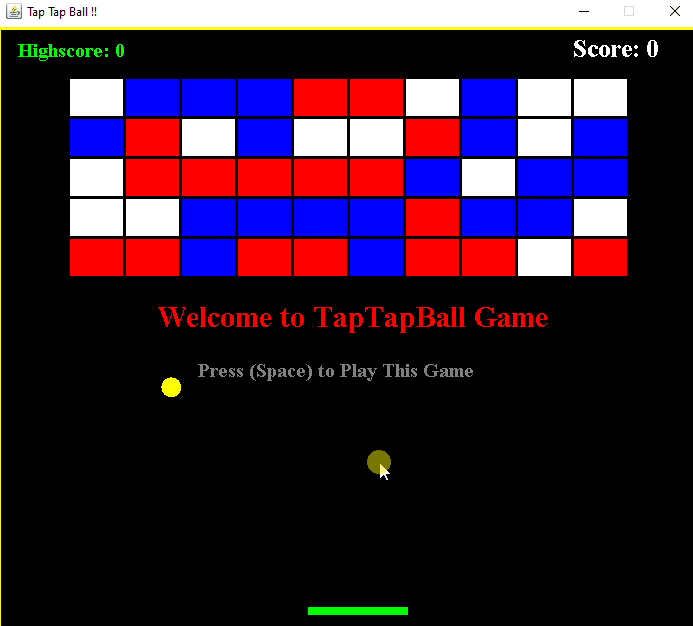 Tap Tap Ball !!
Highscore: 0
Score: 0
Welcome to TapTapBall Game
Press (Space) to Play This Game